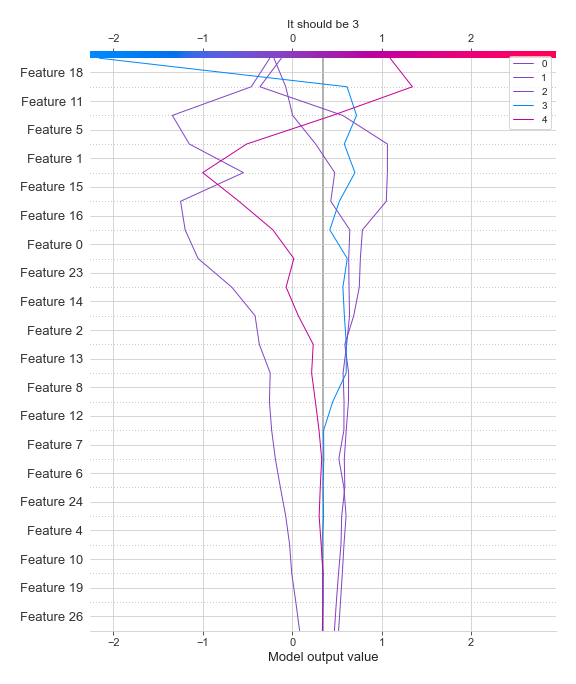 It should be 3
−2 −1 0 1 2
0
1
2
3
4
Feature 18
Feature 11
Feature 5
Feature 1
Feature 15
Feature 16
Feature 0
Feature 23
Feature 14
Feature 2
Feature 13
Feature 8
Feature 12
Feature 7
Feature 6
Feature 24
Feature 4
Feature 10
Feature 19
Feature 26
−2 −1 0 1 2
Model output value